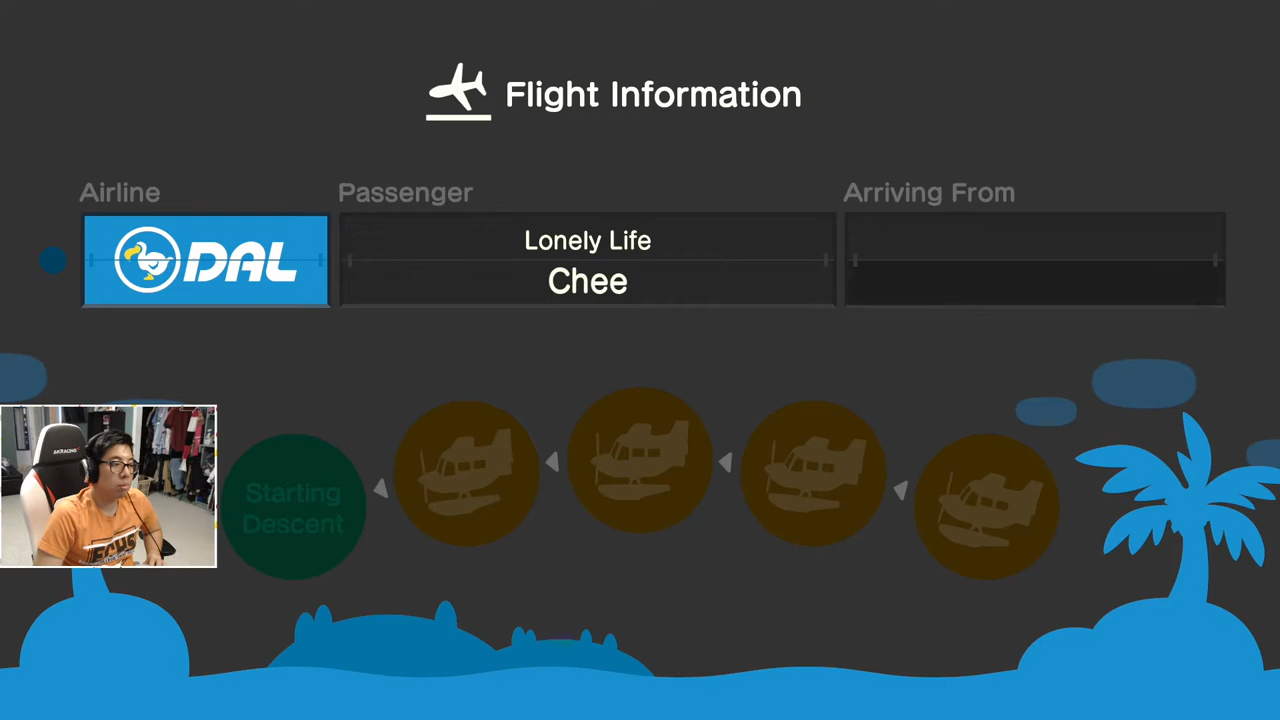 Flight Information
Airline
Passenger
Arriving From
DAL
Lonely Life
Chee
Starting
Descent